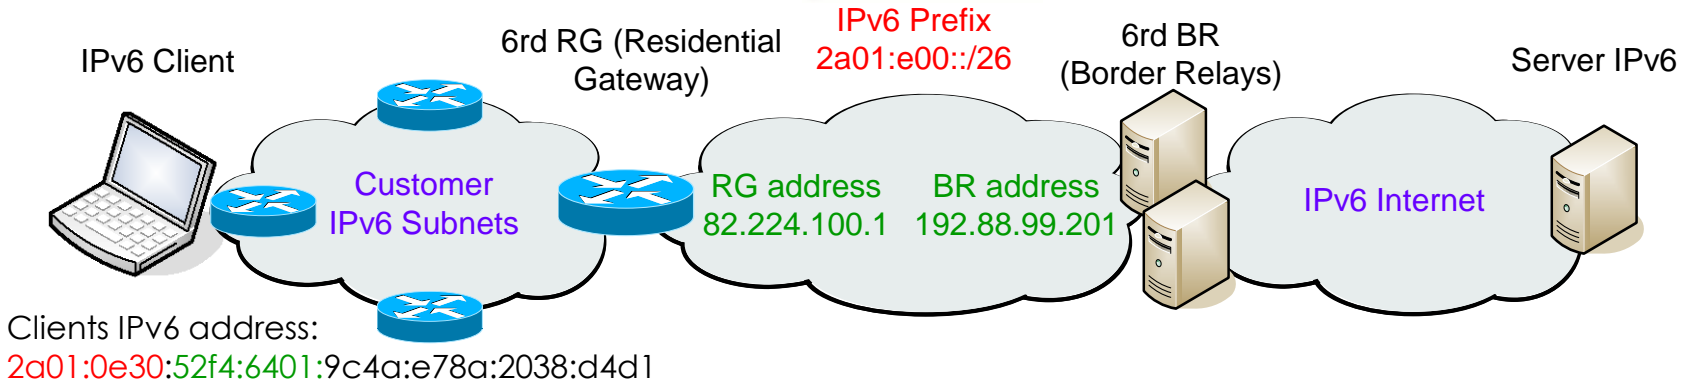 IPv6 Client
6rd RG (Residential
Gateway)
IPv6 Prefix
2a01:e00::/26
6rd BR
(Border Relays)
Server IPv6
Customer
IPv6 Subnets
RG address
82.224.100.1
BR address
192.88.99.201
IPv6 Internet
Clients IPv6 address:
2a01:0e30:52f4:6401:9c4a:e78a:2038:d4d1